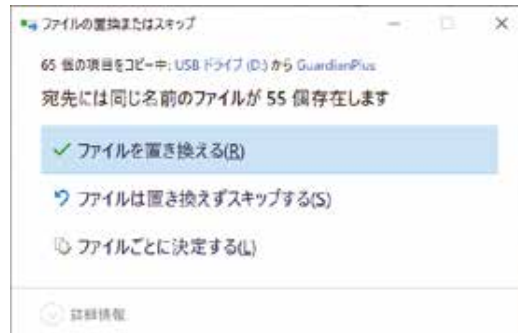 ファイルの置換またはスキップ
65 個の項目をコピー中: USB ドライブ (D:) から GuardianPlus
宛先には同じ名前のファイルが 55 個存在します
ファイルを置き換える(R)
ファイルは置き換えずスキップする(S)
ファイルごとに決定する(L)
詳細情報